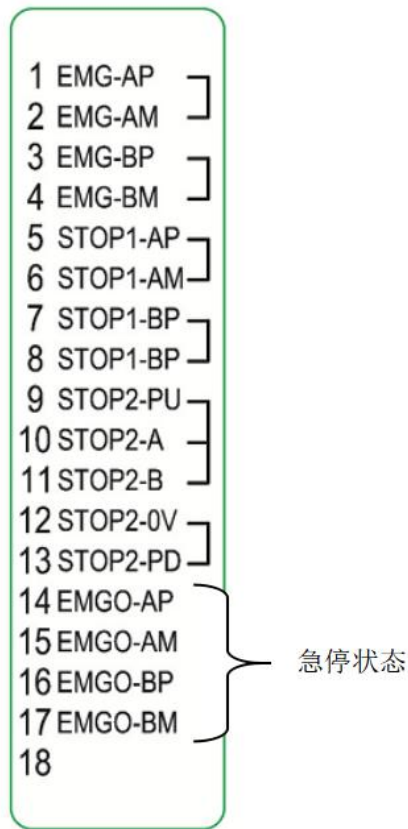 1 EMG-AP
2 EMG-AM
3 EMG-BP
4 EMG-BM
5 STOP1-AP
6 STOP1-AM
7 STOP1-BP
8 STOP1-BP
9 STOP2-PU
10 STOP2-A
11 STOP2-B
12 STOP2-0V
13 STOP2-PD
14 EMGO-AP
15 EMGO-AM
16 EMGO-BP
17 EMGO-BM
18
急停状态